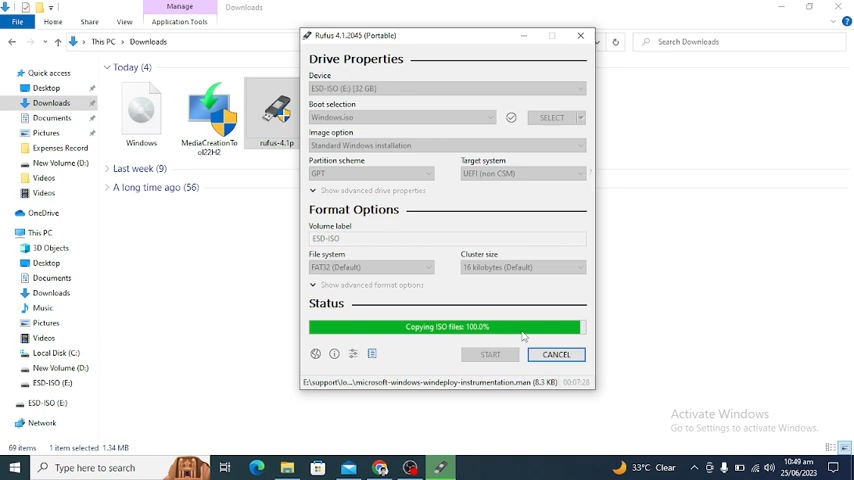 Manage
Downloads
File
Home
Share
View
Application Tools
This PC
Downloads
Search Downloads
Quick access
Desktop
Downloads
Documents
Pictures
Expenses Record
New Volume (D:)
Videos
Videos
OneDrive
This PC
3D Objects
Desktop
Documents
Downloads
Music
Pictures
Videos
Local Disk (C:)
New Volume (D:)
ESD-ISO (E:)
ESD-ISO (E:)
Network
Today (4)
Windows
MediaCreationTo
ol22H2
rufus-4.1p
Last week (9)
A long time ago (56)
Rufus 4.1.2045 (Portable)
Drive Properties
Device
ESD-ISO (E:) [32 GB]
Boot selection
Windows.iso
SELECT
Image option
Standard Windows installation
Partition scheme
Target system
GPT
UEFI (non CSM)
Show advanced drive properties
Format Options
Volume label
ESD-ISO
File system
Cluster size
FAT32 (Default)
16 kilobytes (Default)
Show advanced format options
Status
Copying ISO files: 100.0%
START
CANCEL
E:\support\lo...\microsoft-windows-windeploy-instrumentation.man (8.3 KB)
00:07:28
Activate Windows
Go to Settings to activate Windows.
69 items
1 item selected 1.34 MB
Type here to search
33°C Clear
10:49 am
25/06/2023